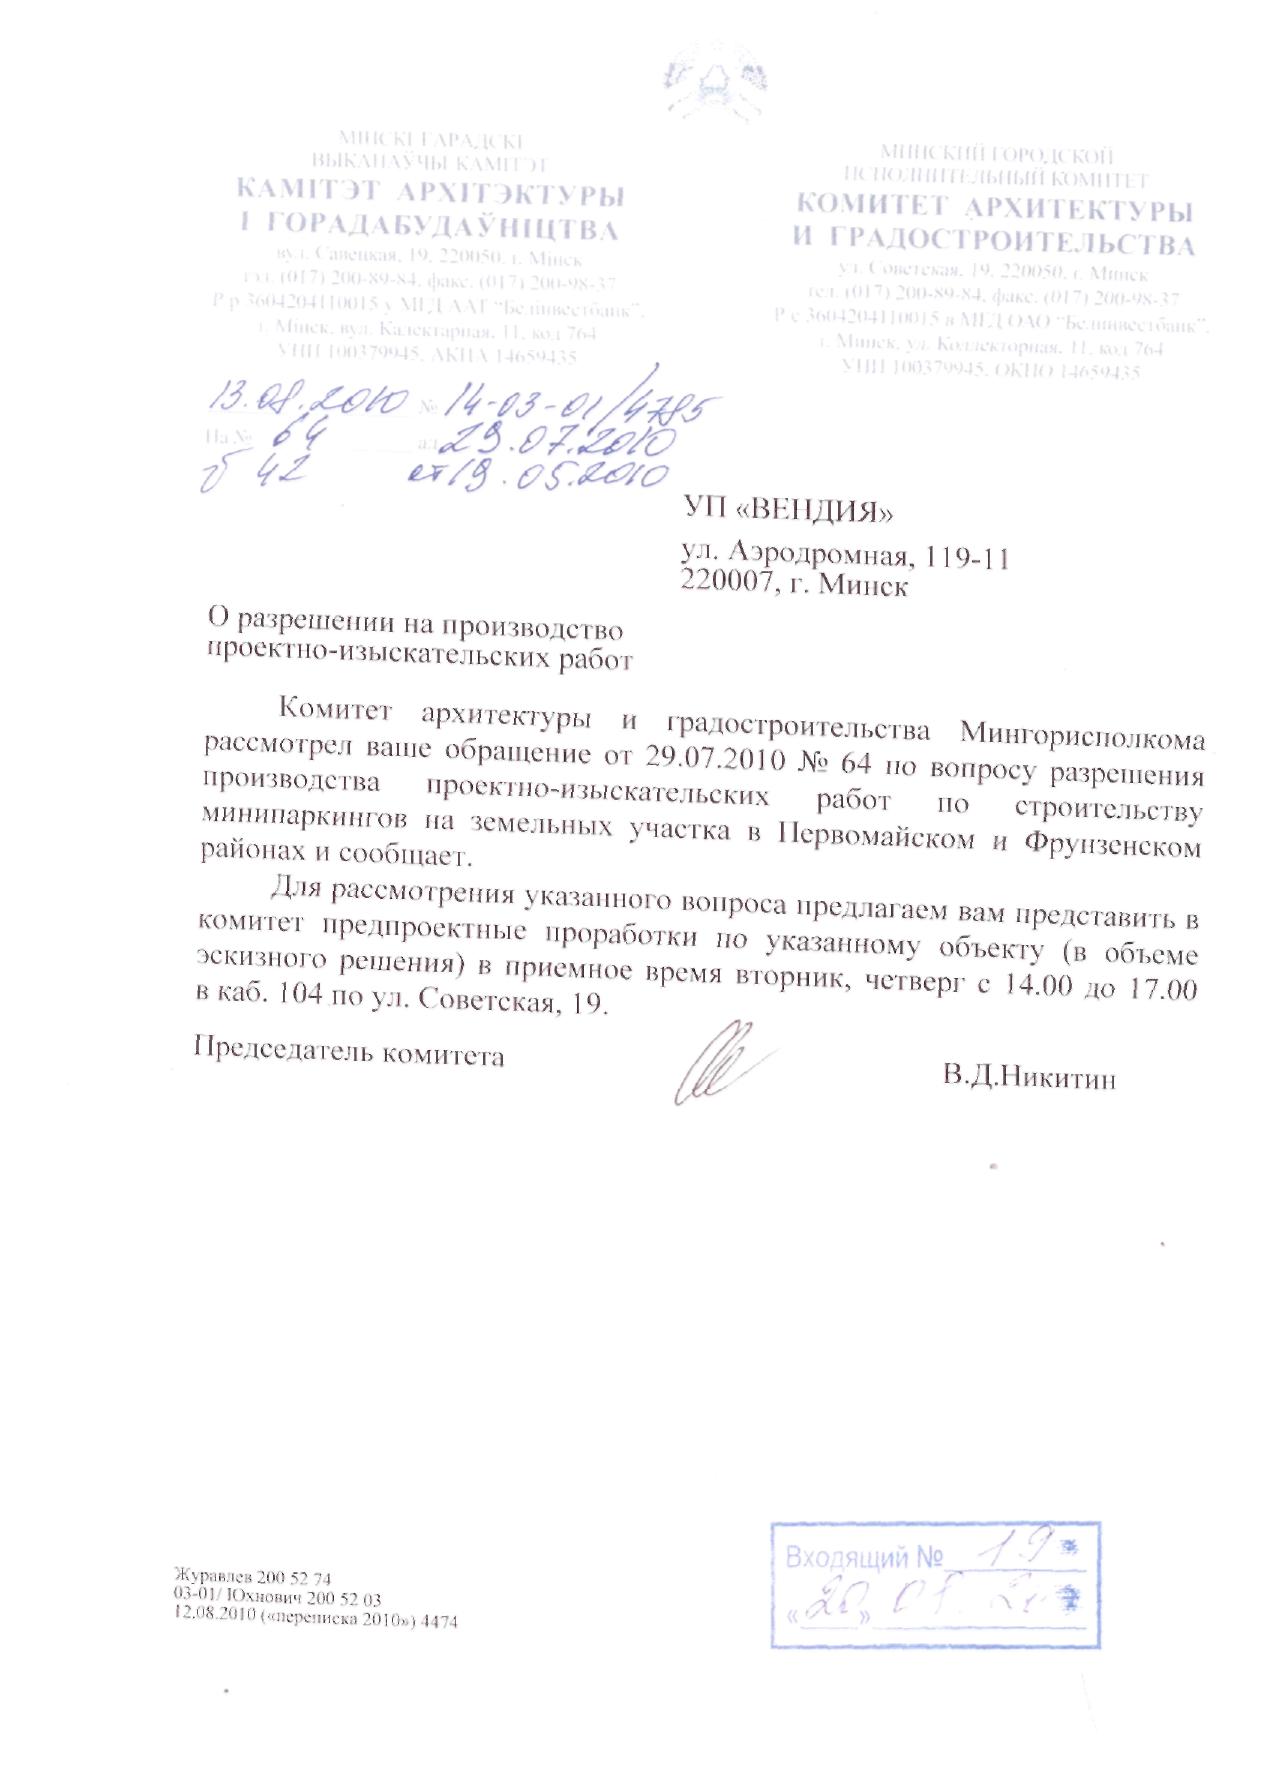 МІНСКІ ГАРАДСКІ
ВЫКАНАЎЧЫ КАМІТЭТ
КАМІТЭТ АРХІТЭКТУРЫ
І ГОРАДАБУДАЎНІЦТВА
вул. Савецкая, 19, 220050, г. Мінск
тэл. (017) 200-89-84, факс. (017) 200-98-37
Р/р 3604204110015 у МГД ААТ "Белінвестбанк",
г. Мінск, вул. Калектарная, 11, код 764
УНП 100379945, АКПА 14659435
МИНСКИЙ ГОРОДСКОЙ
ИСПОЛНИТЕЛЬНЫЙ КОМИТЕТ
КОМИТЕТ АРХИТЕКТУРЫ
И ГРАДОСТРОИТЕЛЬСТВА
ул. Советская, 19, 220050, г. Минск
тел. (017) 200-89-84, факс. (017) 200-98-37
Р/с 3604204110015 в МГД ОАО "Белинвестбанк",
г. Минск, ул. Коллекторная, 11, код 764
УНП 100379945, ОКПО 14659435
13.08.2010 № 14-03-01/4785
На № 64 ад 29.07.2010
42 от 19.05.2010
УП «ВЕНДИЯ»
ул. Аэродромная, 119-11
220007, г. Минск
О разрешении на производство
проектно-изыскательских работ
Комитет архитектуры и градостроительства Мингорисполкома
рассмотрел ваше обращение от 29.07.2010 № 64 по вопросу разрешения
производства проектно-изыскательских работ по строительству
минипаркингов на земельных участка в Первомайском и Фрунзенском
районах и сообщает.
Для рассмотрения указанного вопроса предлагаем вам представить в
комитет предпроектные проработки по указанному объекту (в объеме
эскизного решения) в приемное время вторник, четверг с 14.00 до 17.00
в каб. 104 по ул. Советская, 19.
Председатель комитета
В.Д.Никитин
Журавлев 200 52 74
03-01/ Юхнович 200 52 03
12.08.2010 («переписка 2010») 4474
Входящий № 19
«20» 08.